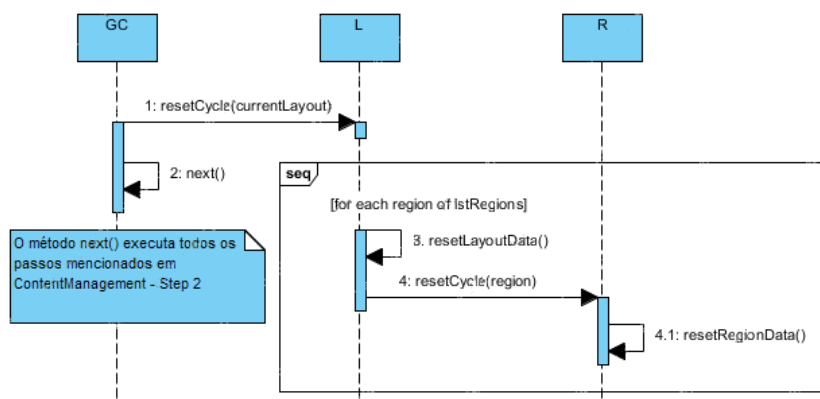 GC
L
R
1: resetCycle(currentLayout)
2: next()
seq
[for each region of lstRegions]
3. resetLayoutData()
4: resetCycle(region)
4.1: resetRegionData()
O método next() executa todos os
passos mencionados em
ContentManagement - Step 2